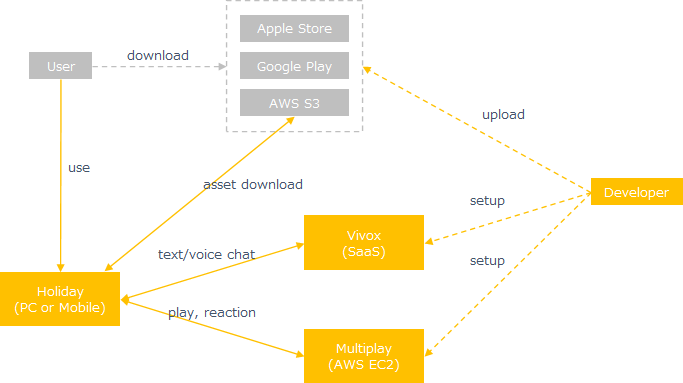 Apple Store
download
User
Google Play
AWS S3
upload
use
asset download
Developer
setup
Vivox
(SaaS)
text/voice chat
setup
Holiday
(PC or Mobile)
play, reaction
Multiplay
(AWS EC2)